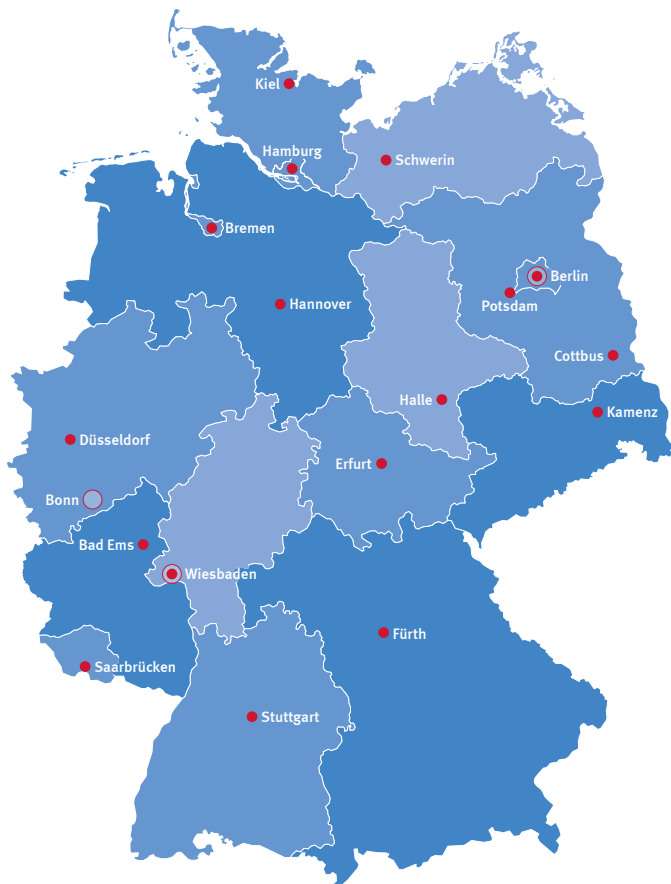 Kiel
Hamburg
Schwerin
Bremen
Berlin
Hannover
Potsdam
Cottbus
Halle
Kamenz
Düsseldorf
Erfurt
Bonn
Bad Ems
Wiesbaden
Fürth
Saarbrücken
Stuttgart